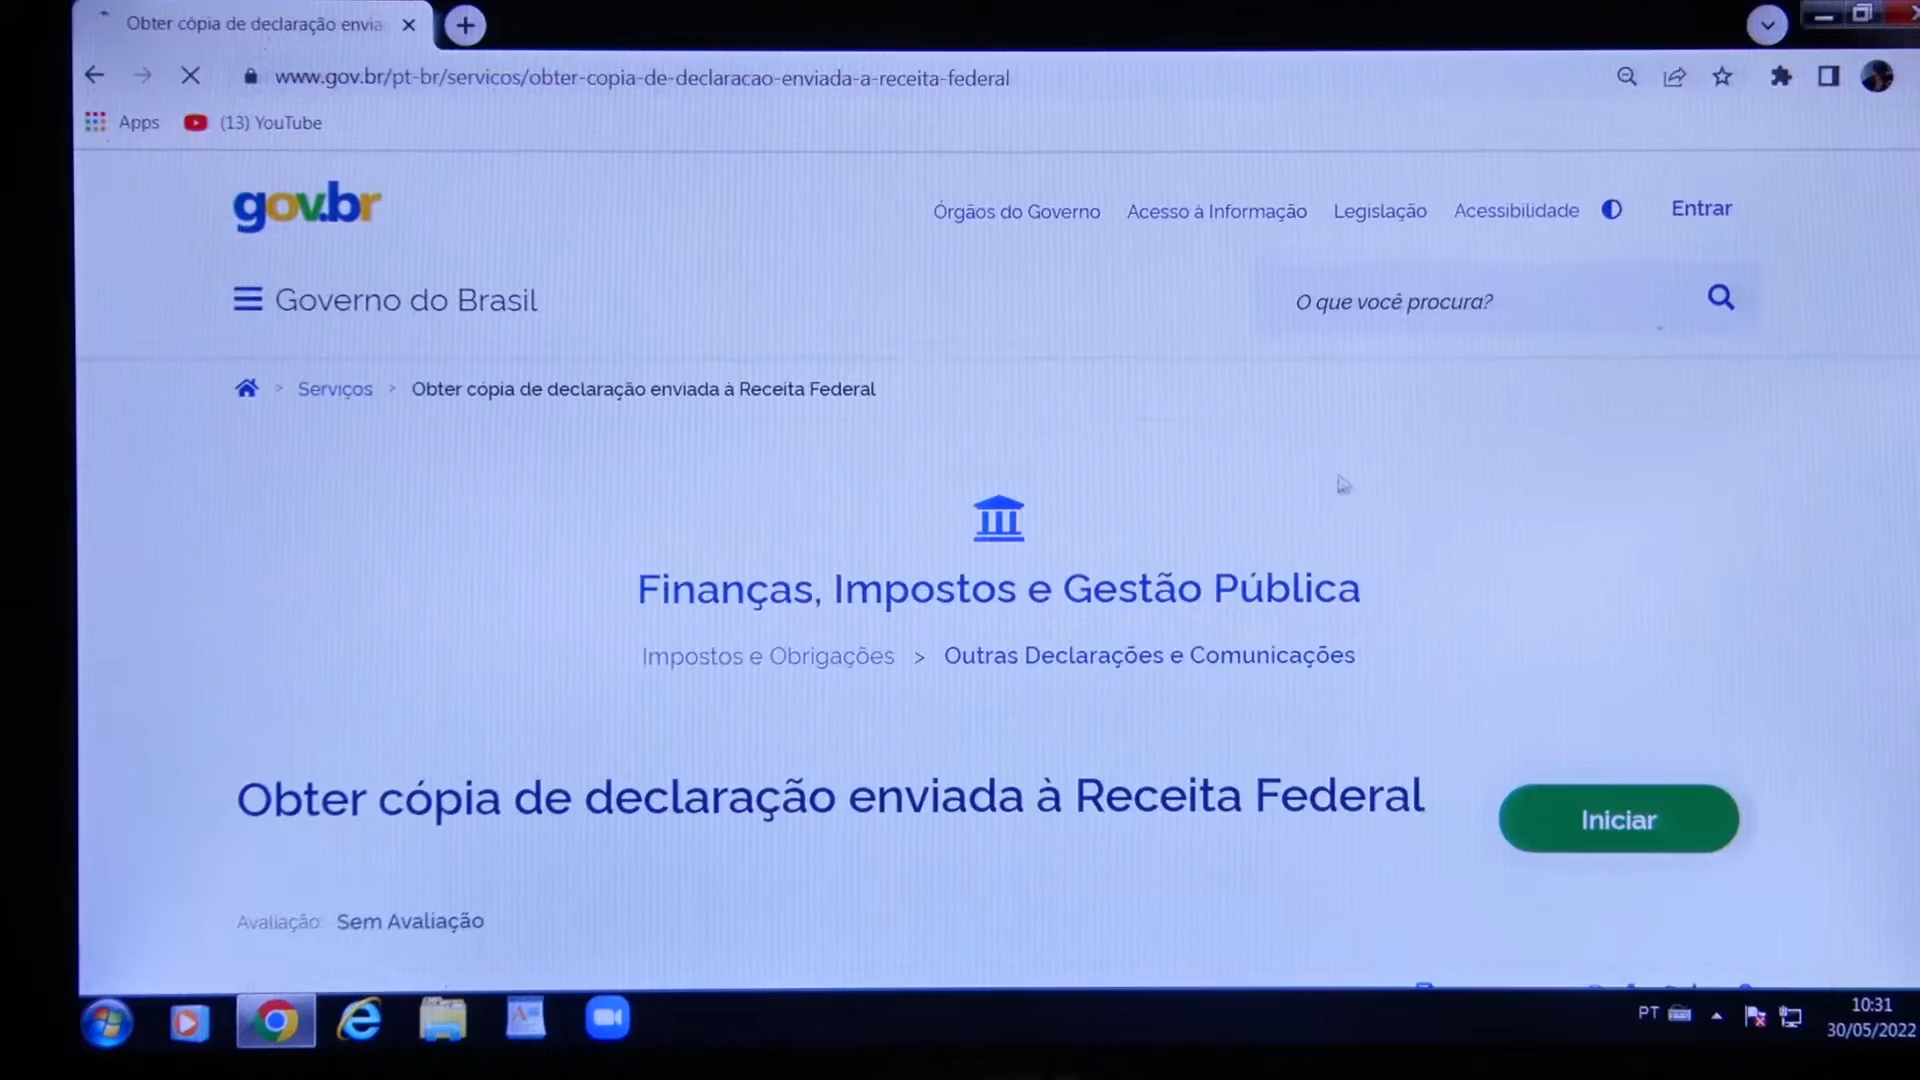 Obter cópia de declaração envia
www.gov.br/pt-br/servicos/obter-copia-de-declaracao-enviada-a-receita-federal
Apps (13) YouTube
gov.br
Órgãos do Governo Acesso à Informação Legislação Acessibilidade Entrar
Governo do Brasil
O que você procura?
> Serviços > Obter cópia de declaração enviada à Receita Federal
Finanças, Impostos e Gestão Pública
Impostos e Obrigações > Outras Declarações e Comunicações
Obter cópia de declaração enviada à Receita Federal
Iniciar
Avaliação: Sem Avaliação
PT
10:31
30/05/2022